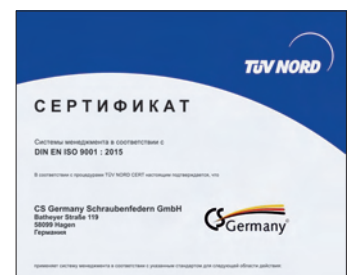 TÜV NORD
СЕРТИФИКАТ
Системы менеджмента в соответствии с
DIN EN ISO 9001 : 2015
В соответствии с процедурами TÜV NORD CERT настоящим подтверждается, что
CS Germany Schraubenfedern GmbH
Batheyer Straße 119
58099 Hagen
Германия
CS Germany
применяет систему менеджмента в соответствии с указанным стандартом для следующей области действия: